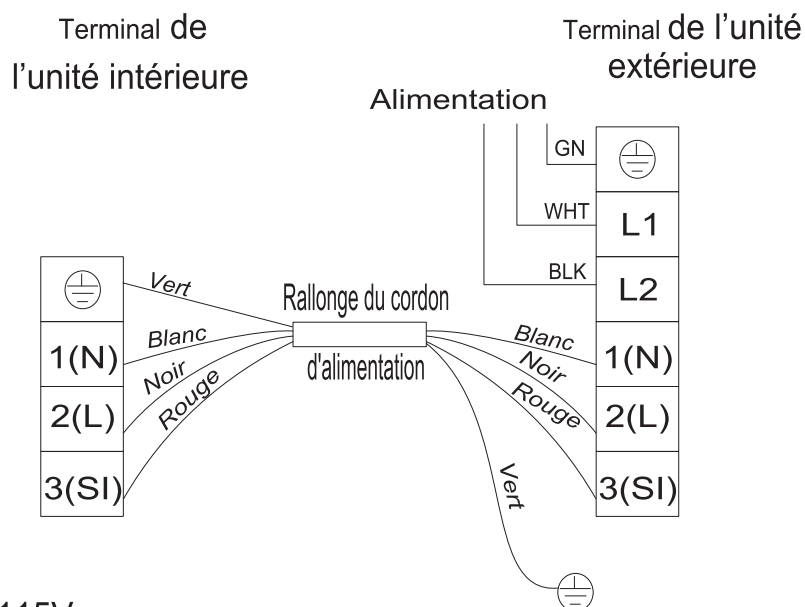 Terminal de
l'unité intérieure
Terminal de l'unité
extérieure
Alimentation
GN
WHT
L1
BLK
L2
Vert
Rallonge du cordon
d'alimentation
Blanc
1(N)
Noir
2(L)
Rouge
3(SI)
Blanc
1(N)
Noir
2(L)
Rouge
3(SI)
Vert